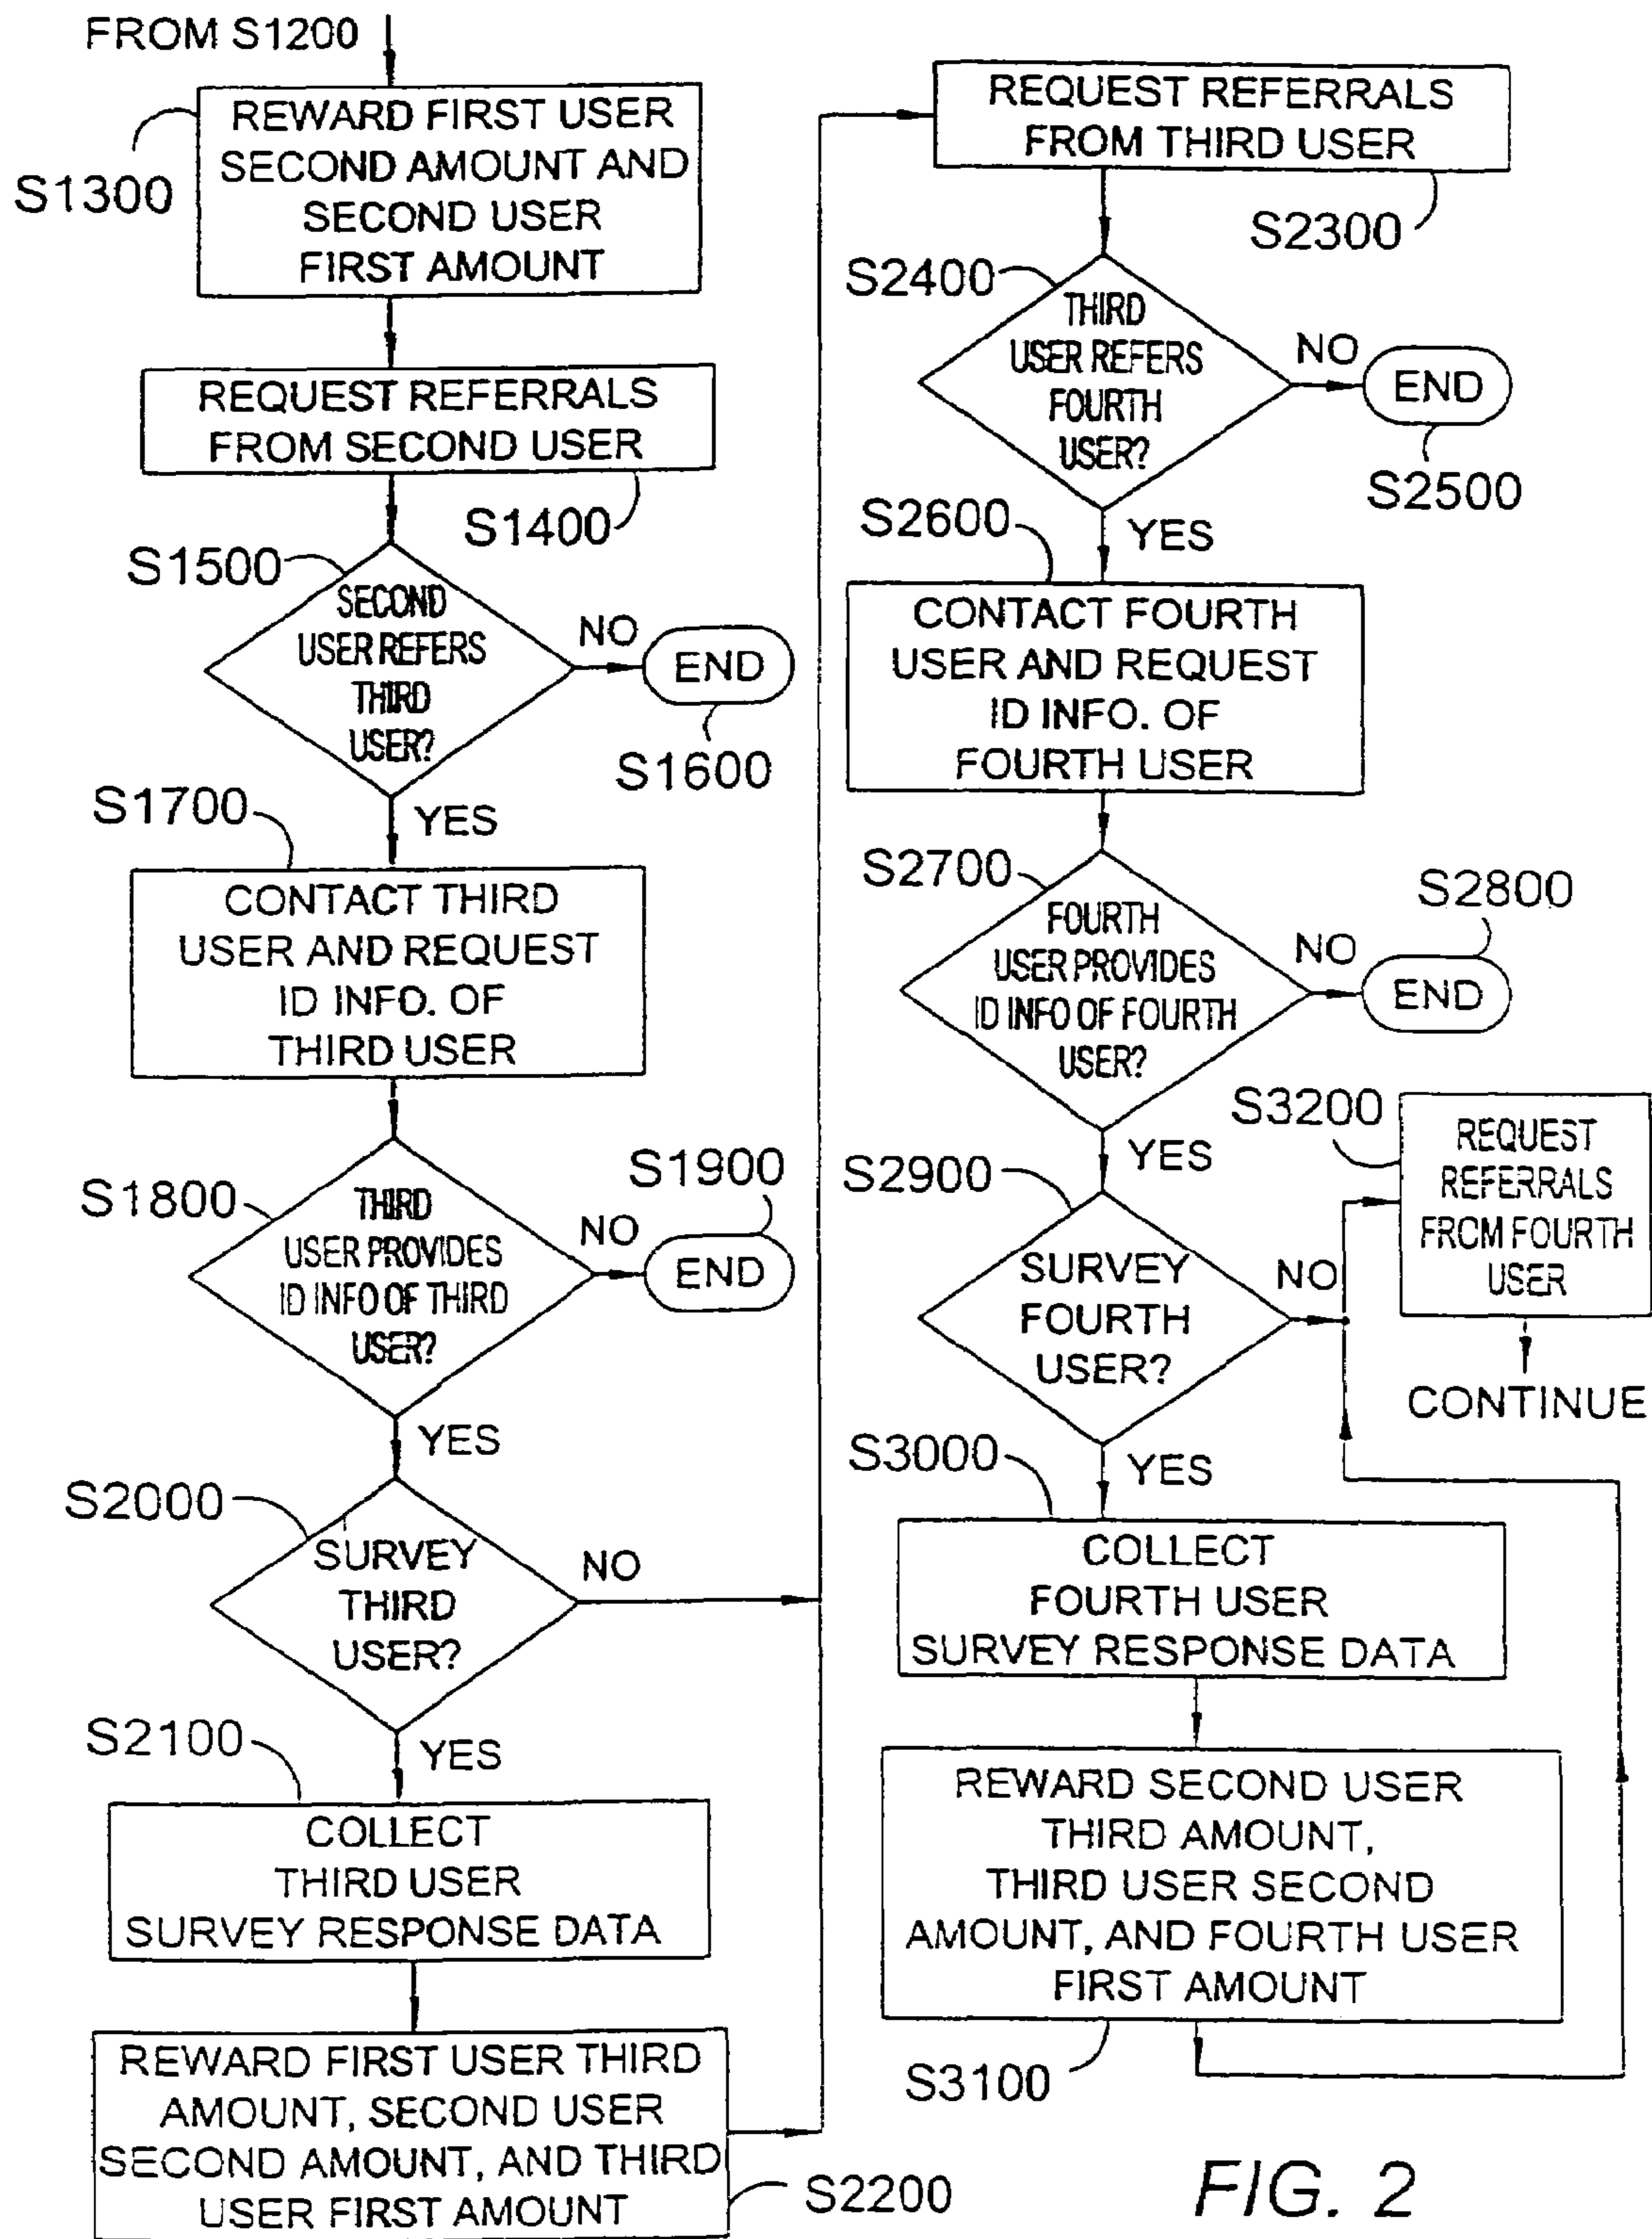 FROM S1200
REWARD FIRST USER
SECOND AMOUNT AND
SECOND USER
FIRST AMOUNT
S1300
REQUEST REFERRALS
FROM SECOND USER
S1400
S1500
SECOND
USER REFERS
THIRD
USER?
NO
END
S1600
YES
S1700
CONTACT THIRD
USER AND REQUEST
ID INFO. OF
THIRD USER
S1800
THIRD
USER PROVIDES
ID INFO OF THIRD
USER?
NO
END
S1900
YES
S2000
SURVEY
THIRD
USER?
NO
YES
S2100
COLLECT
THIRD USER
SURVEY RESPONSE DATA
REWARD FIRST USER THIRD
AMOUNT, SECOND USER
SECOND AMOUNT, AND THIRD
USER FIRST AMOUNT
S2200
REQUEST REFERRALS
FROM THIRD USER
S2300
S2400
THIRD
USER REFERS
FOURTH
USER?
NO
END
S2500
YES
S2600
CONTACT FOURTH
USER AND REQUEST
ID INFO. OF
FOURTH USER
S2700
FOURTH
USER PROVIDES
ID INFO OF FOURTH
USER?
NO
END
S2800
YES
S2900
SURVEY
FOURTH
USER?
NO
S3200
REQUEST
REFERRALS
FROM FOURTH
USER
CONTINUE
YES
S3000
COLLECT
FOURTH USER
SURVEY RESPONSE DATA
REWARD SECOND USER
THIRD AMOUNT,
THIRD USER SECOND
AMOUNT, AND FOURTH USER
FIRST AMOUNT
S3100
FIG. 2